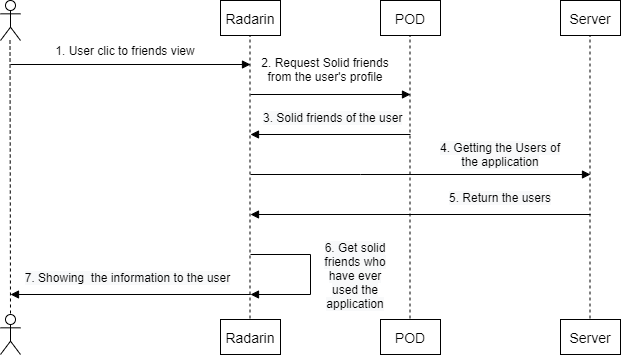 Radarin
POD
Server
1. User clic to friends view
2. Request Solid friends
from the user's profile
3. Solid friends of the user
4. Getting the Users of
the application
5. Return the users
6. Get solid
friends who
have ever
used the
application
7. Showing  the information to the user
Radarin
POD
Server